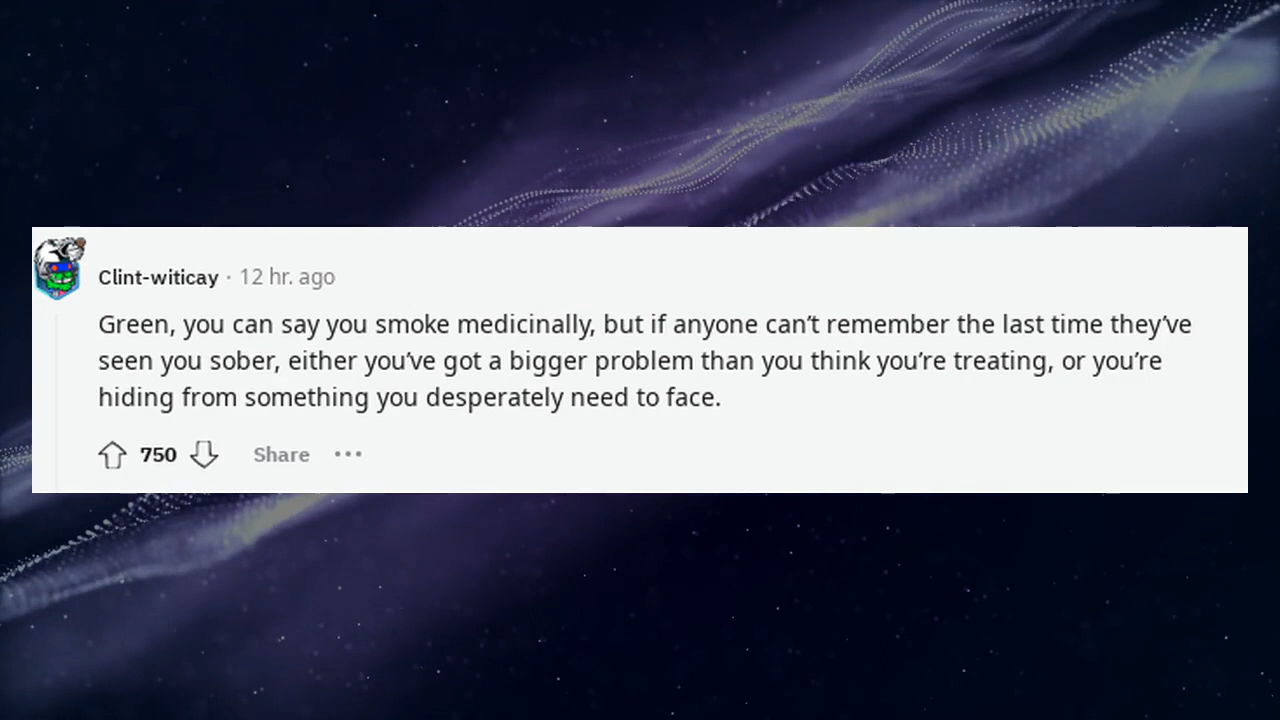 Clint-witicay · 12 hr. ago
Green, you can say you smoke medicinally, but if anyone can’t remember the last time they’ve
seen you sober, either you’ve got a bigger problem than you think you’re treating, or you’re
hiding from something you desperately need to face.
750 Share •••